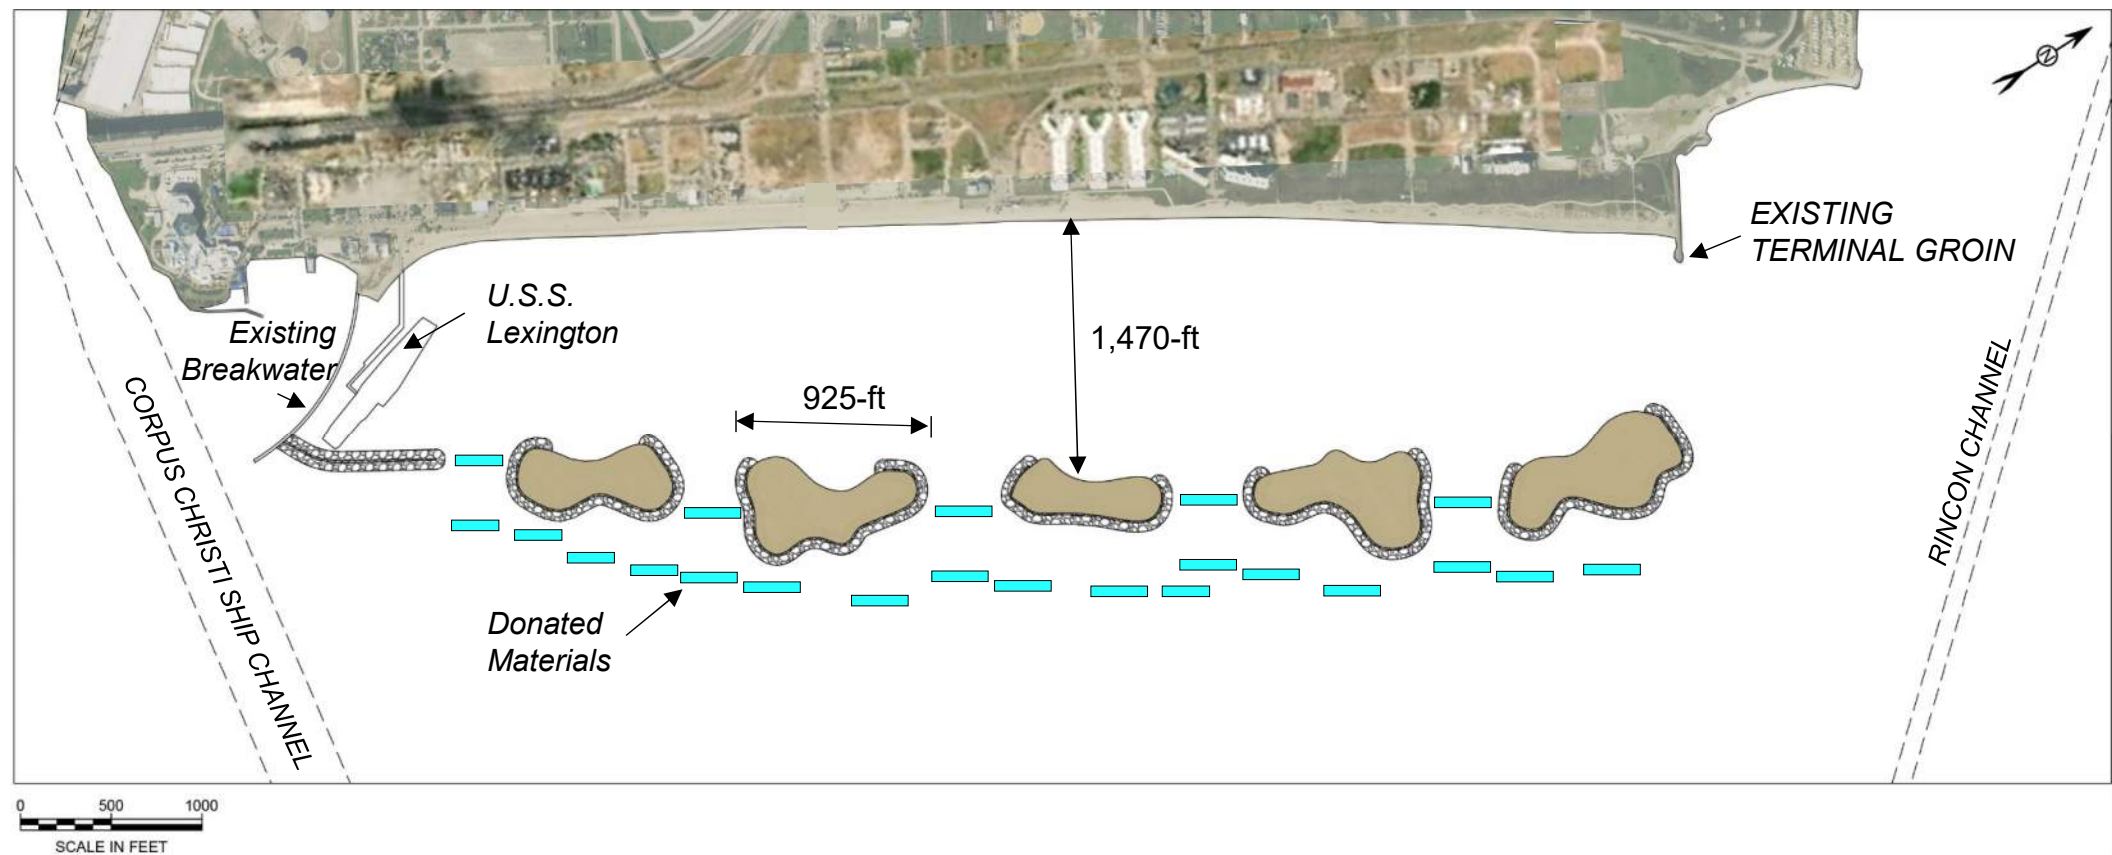 N
EXISTING
TERMINAL GROIN
U.S.S.
Lexington
Existing
Breakwater
1,470-ft
925-ft
CORPUS CHRISTI SHIP CHANNEL
RINCON CHANNEL
Donated
Materials
0 500 1000
SCALE IN FEET